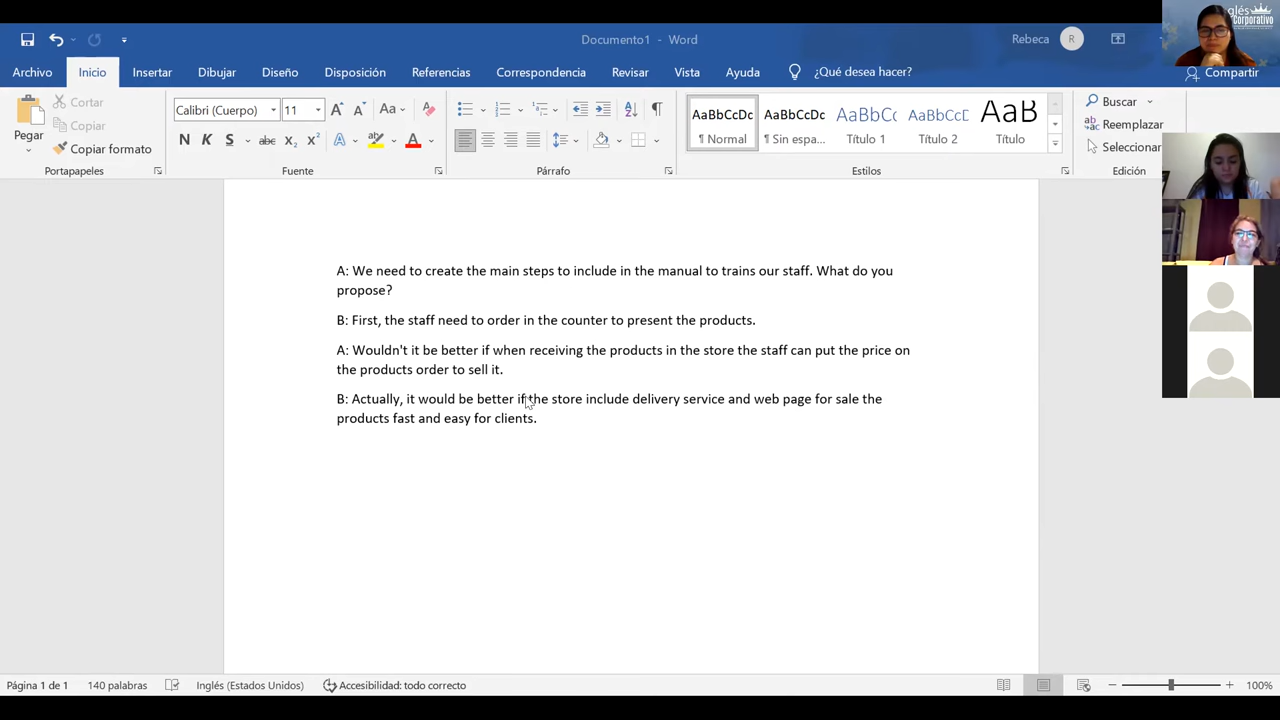 glés
Corporativo
Documento1 - Word
Rebeca
R
Archivo Inicio Insertar Dibujar Diseño Disposición Referencias Correspondencia Revisar Vista Ayuda ¿Qué desea hacer? Compartir
Pegar
Cortar
Copiar
Copiar formato
Portapapeles
Calibri (Cuerpo) 11 Aa
N K S abc x₂ x² A A
Fuente
Párrafo
AaBbCcDc AaBbCcDc AaBbCc AaBbCcD AaB
¶ Normal ¶ Sin espa... Título 1 Título 2 Título
Estilos
Buscar
Reemplazar
Seleccionar
Edición
A: We need to create the main steps to include in the manual to trains our staff. What do you
propose?
B: First, the staff need to order in the counter to present the products.
A: Wouldn't it be better if when receiving the products in the store the staff can put the price on
the products order to sell it.
B: Actually, it would be better if the store include delivery service and web page for sale the
products fast and easy for clients.
Página 1 de 1 140 palabras Inglés (Estados Unidos) Accesibilidad: todo correcto 100%